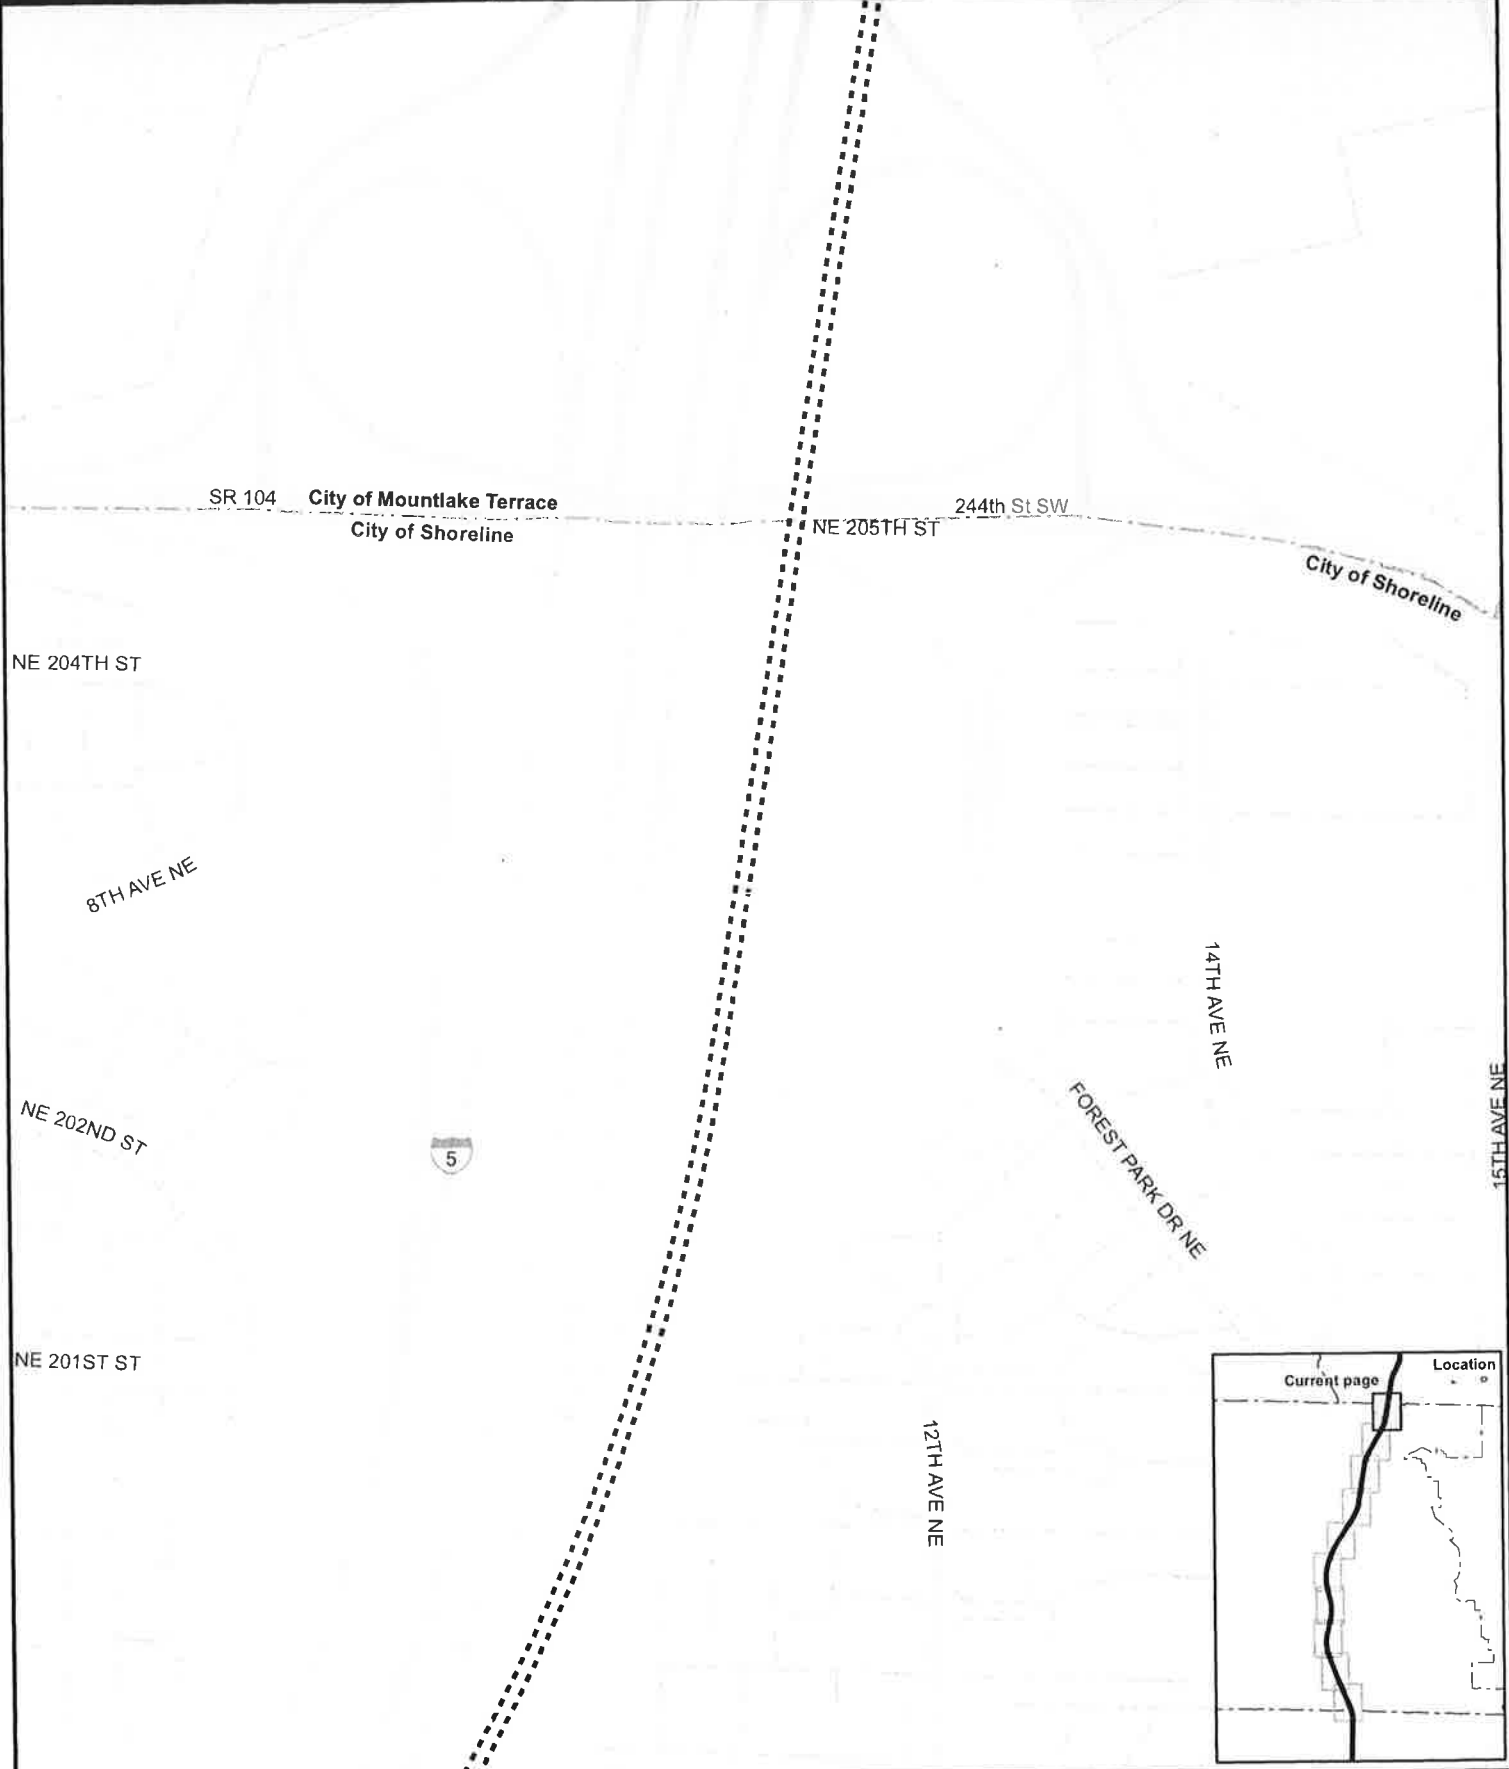 SR 104
City of Mountlake Terrace
City of Shoreline
244th St SW
NE 205TH ST
City of Shoreline
NE 204TH ST
8TH AVE NE
14TH AVE NE
15TH AVE NE
NE 202ND ST
5
FOREST PARK DR NE
NE 201ST ST
12TH AVE NE
Location
Current page